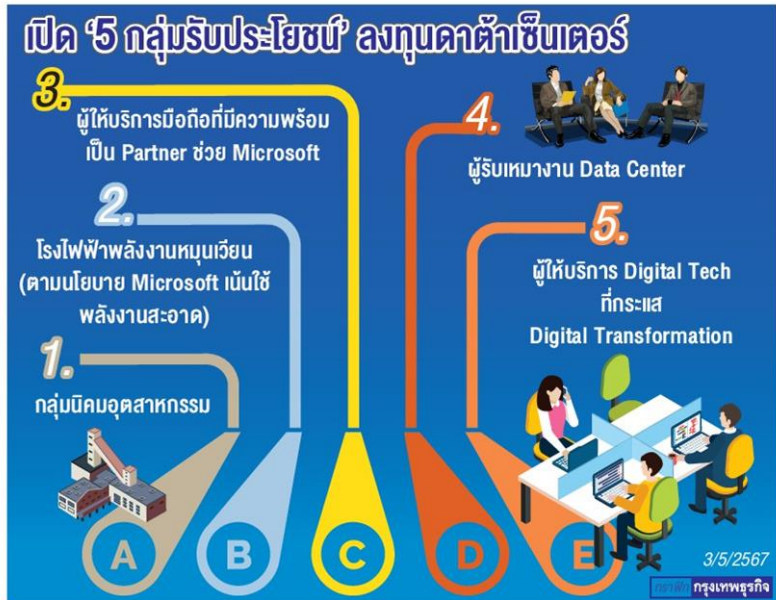 เปิด ‘5 กลุ่มรับประโยชน์’ ลงทุนดาต้าเซ็นเตอร์
1.
กลุ่มนิคมอุตสาหกรรม
2.
โรงไฟฟ้าพลังงานหมุนเวียน
(ตามนโยบาย Microsoft เน้นใช้
พลังงานสะอาด)
3.
ผู้ให้บริการมือถือที่มีความพร้อม
เป็น Partner ช่วย Microsoft
4.
ผู้รับเหมางาน Data Center
5.
ผู้ให้บริการ Digital Tech
ที่กระแส
Digital Transformation
A B C D E
3/5/2567
กราฟิก กรุงเทพธุรกิจ